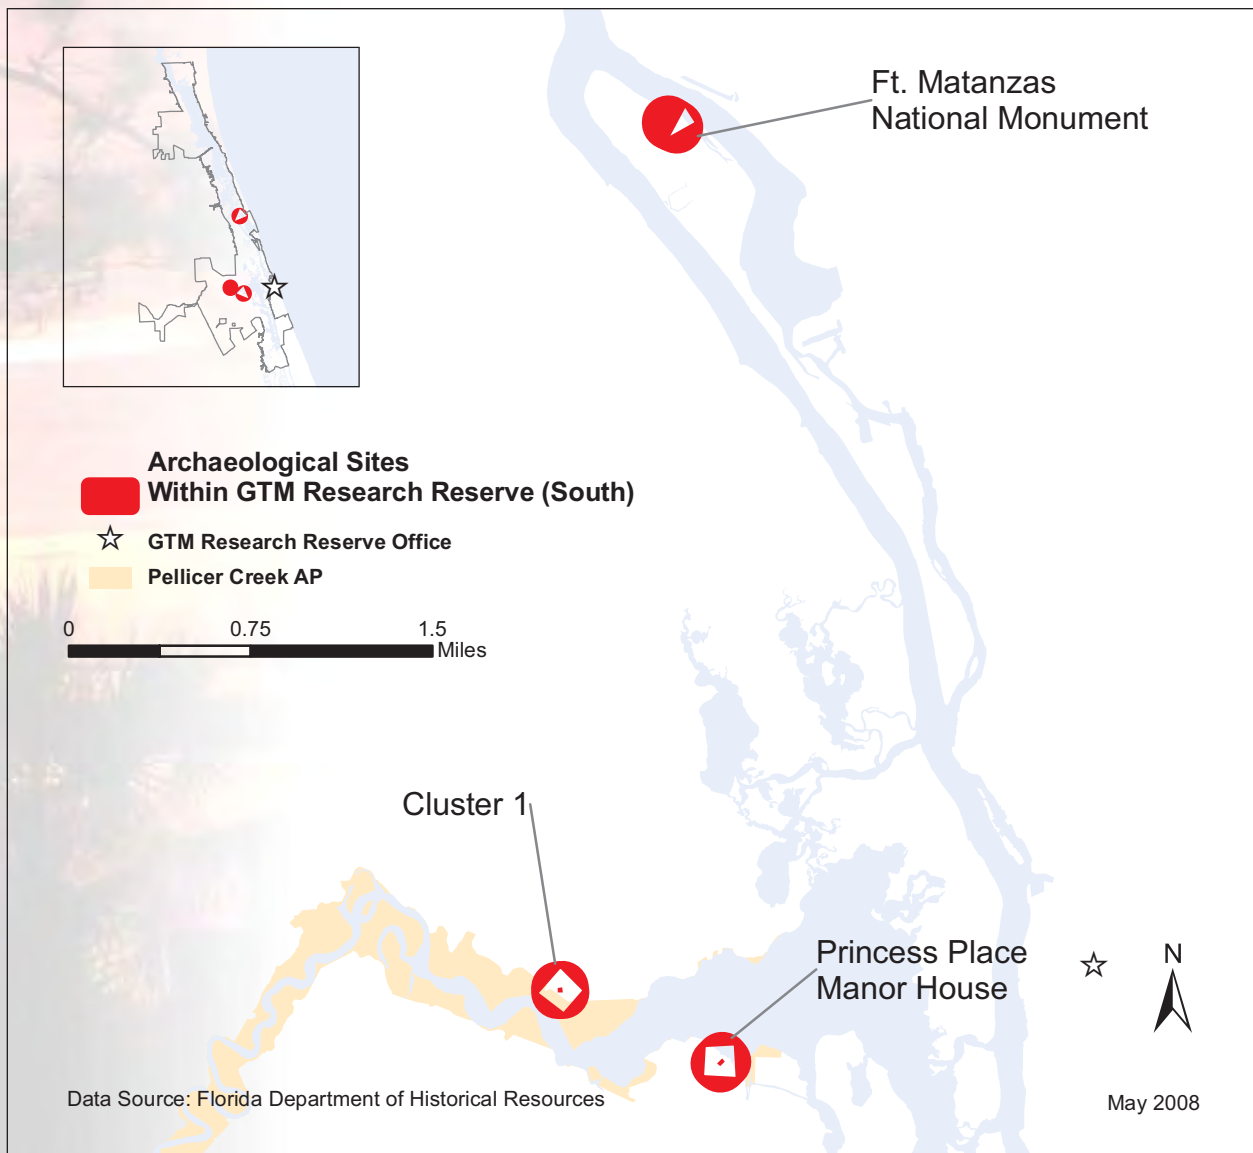 Ft. Matanzas
National Monument
Archaeological Sites
Within GTM Research Reserve (South)
GTM Research Reserve Office
Pellicer Creek AP
0 0.75 1.5
Miles
Cluster 1
Princess Place
Manor House
N
Data Source: Florida Department of Historical Resources
May 2008